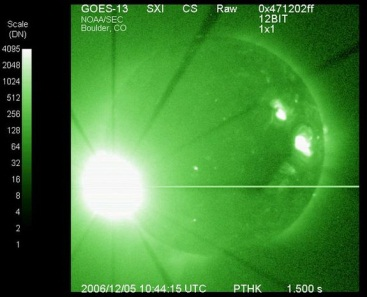 GOES-13 SXI CS Raw 0x471202ff
NOAA/SEC 12BIT
Boulder, CO 1x1
Scale
(DN)
4095
2048
1024
512
256
128
64
32
16
8
4
2
1
2006/12/05 10:44:15 UTC PTHK 1.500 s